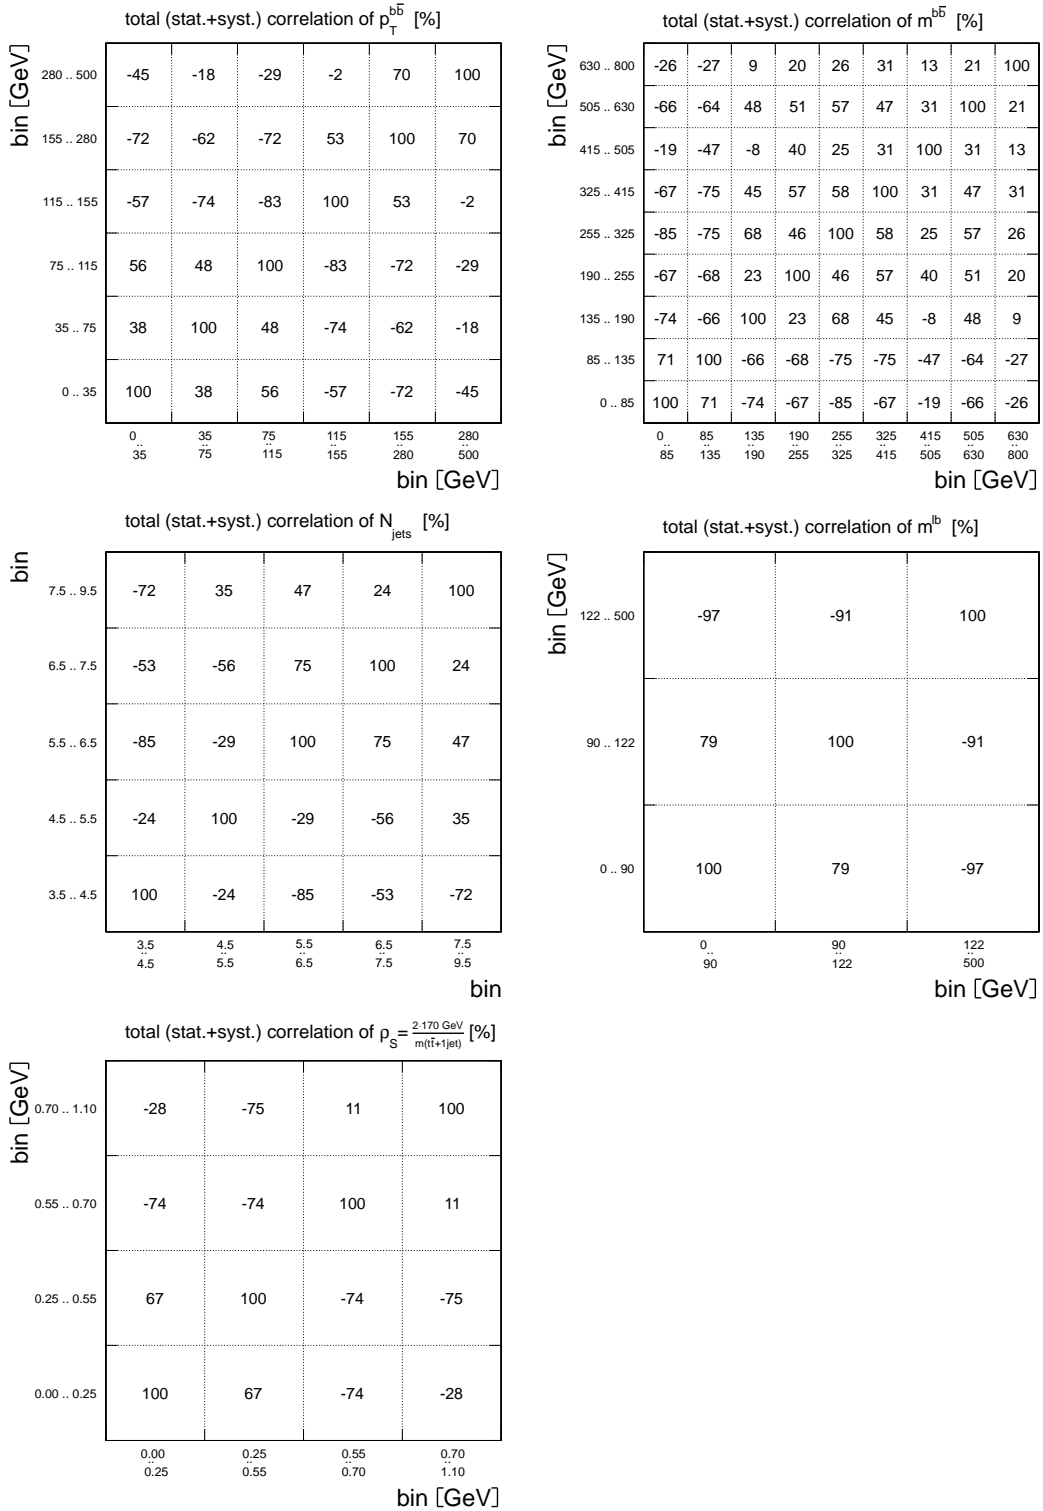 total (stat.+syst.) correlation of p_T^{bb̅} [%]
bin [GeV]
280 .. 500 -45 -18 -29 -2 70 100
155 .. 280 -72 -62 -72 53 100 70
115 .. 155 -57 -74 -83 100 53 -2
75 .. 115 56 48 100 -83 -72 -29
35 .. 75 38 100 48 -74 -62 -18
0 .. 35 100 38 56 -57 -72 -45
0 .. 35 35 .. 75 75 .. 115 115 .. 155 155 .. 280 280 .. 500
bin [GeV]
total (stat.+syst.) correlation of m^{bb̅} [%]
bin [GeV]
630 .. 800 -26 -27 9 20 26 31 13 21 100
505 .. 630 -66 -64 48 51 57 47 31 100 21
415 .. 505 -19 -47 -8 40 25 31 100 31 13
325 .. 415 -67 -75 45 57 58 100 31 47 31
255 .. 325 -85 -75 68 46 100 58 25 57 26
190 .. 255 -67 -68 23 100 46 57 40 51 20
135 .. 190 -74 -66 100 23 68 45 -8 48 9
85 .. 135 71 100 -66 -68 -75 -75 -47 -64 -27
0 .. 85 100 71 -74 -67 -85 -67 -19 -66 -26
0 .. 85 85 .. 135 135 .. 190 190 .. 255 255 .. 325 325 .. 415 415 .. 505 505 .. 630 630 .. 800
bin [GeV]
total (stat.+syst.) correlation of N_{jets} [%]
bin
7.5 .. 9.5 -72 35 47 24 100
6.5 .. 7.5 -53 -56 75 100 24
5.5 .. 6.5 -85 -29 100 75 47
4.5 .. 5.5 -24 100 -29 -56 35
3.5 .. 4.5 100 -24 -85 -53 -72
3.5 .. 4.5 4.5 .. 5.5 5.5 .. 6.5 6.5 .. 7.5 7.5 .. 9.5
bin
total (stat.+syst.) correlation of m^{lb} [%]
bin [GeV]
122 .. 500 -97 -91 100
90 .. 122 79 100 -91
0 .. 90 100 79 -97
0 .. 90 90 .. 122 122 .. 500
bin [GeV]
total (stat.+syst.) correlation of ρ_S = 2·170 GeV / m(tt̅+1jet) [%]
bin [GeV]
0.70 .. 1.10 -28 -75 11 100
0.55 .. 0.70 -74 -74 100 11
0.25 .. 0.55 67 100 -74 -75
0.00 .. 0.25 100 67 -74 -28
0.00 .. 0.25 0.25 .. 0.55 0.55 .. 0.70 0.70 .. 1.10
bin [GeV]